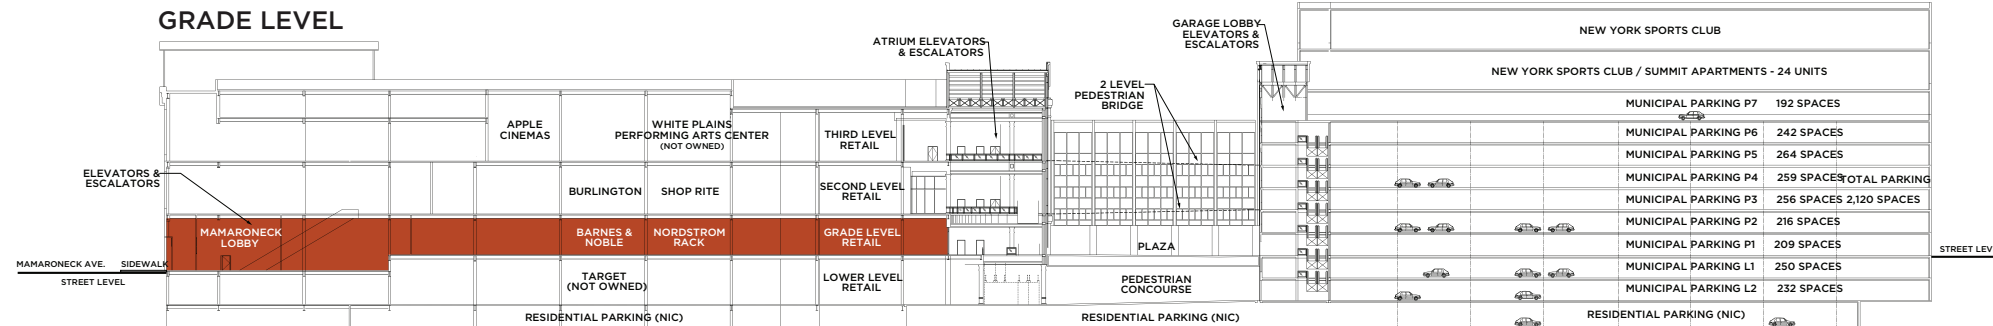 GRADE LEVEL
GARAGE LOBBY
ELEVATORS &
ESCALATORS
NEW YORK SPORTS CLUB
ATRIUM ELEVATORS
& ESCALATORS
NEW YORK SPORTS CLUB / SUMMIT APARTMENTS - 24 UNITS
2 LEVEL
PEDESTRIAN
BRIDGE
MUNICIPAL PARKING P7 192 SPACES
APPLE
CINEMAS
WHITE PLAINS
PERFORMING ARTS CENTER
(NOT OWNED)
THIRD LEVEL
RETAIL
MUNICIPAL PARKING P6 242 SPACES
MUNICIPAL PARKING P5 264 SPACES
ELEVATORS &
ESCALATORS
BURLINGTON
SHOP RITE
SECOND LEVEL
RETAIL
MUNICIPAL PARKING P4 259 SPACES
TOTAL PARKING
MUNICIPAL PARKING P3 256 SPACES
2,120 SPACES
MUNICIPAL PARKING P2 216 SPACES
MAMARONECK
LOBBY
BARNES &
NOBLE
NORDSTROM
RACK
GRADE LEVEL
RETAIL
PLAZA
MUNICIPAL PARKING P1 209 SPACES
STREET LEV
MAMARONECK AVE. SIDEWALK
STREET LEVEL
TARGET
(NOT OWNED)
LOWER LEVEL
RETAIL
PEDESTRIAN
CONCOURSE
MUNICIPAL PARKING L1 250 SPACES
MUNICIPAL PARKING L2 232 SPACES
RESIDENTIAL PARKING (NIC)
RESIDENTIAL PARKING (NIC)
RESIDENTIAL PARKING (NIC)